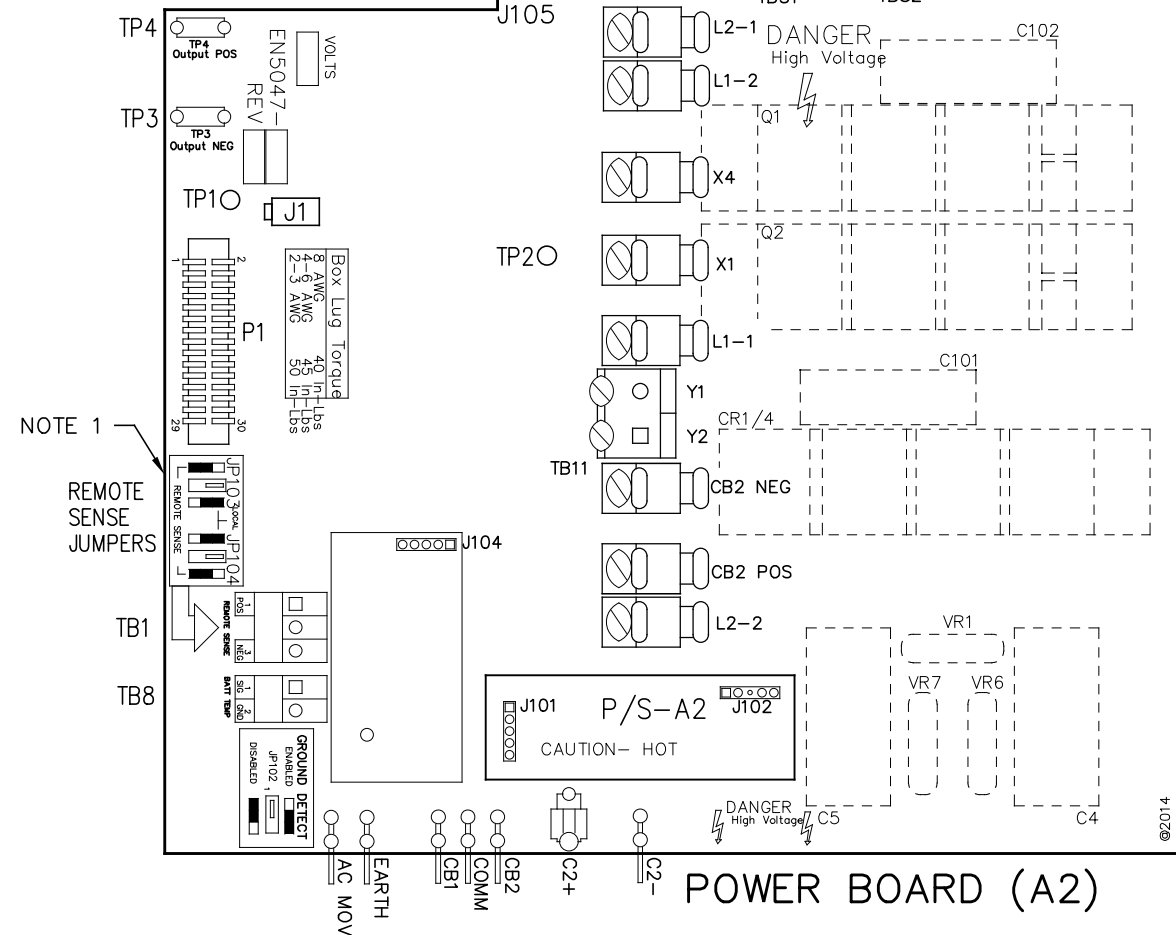 J105
TP4
TP4
Output POS
VOLTS
EN5047-
REV
TP3
TP3
Output NEG
TP1
J1
1
2
P1
29
30
Box Lug Torque
8 AWG 40 In-Lbs
4-6 AWG 45 In-Lbs
2-3 AWG 50 In-Lbs
NOTE 1
REMOTE
SENSE
JUMPERS
JP103
LOCAL
REMOTE SENSE
JP104
J104
TB1
POS 1
REMOTE SENSE
NEG 3
TB8
SIG 1
BATT TEMP
GND 2
GROUND DETECT
ENABLED
JP102 1
DISABLED
L2-1
L1-2
X4
TP2
X1
L1-1
Y1
Y2
TB11
CB2 NEG
CB2 POS
L2-2
DANGER
High Voltage
C102
Q1
Q2
C101
CR1/4
VR1
VR7
VR6
C5
C4
J101
P/S-A2
J102
CAUTION- HOT
DANGER
High Voltage
AC MOV
EARTH
CB1
COMM
CB2
C2+
C2-
POWER BOARD (A2)
©2014